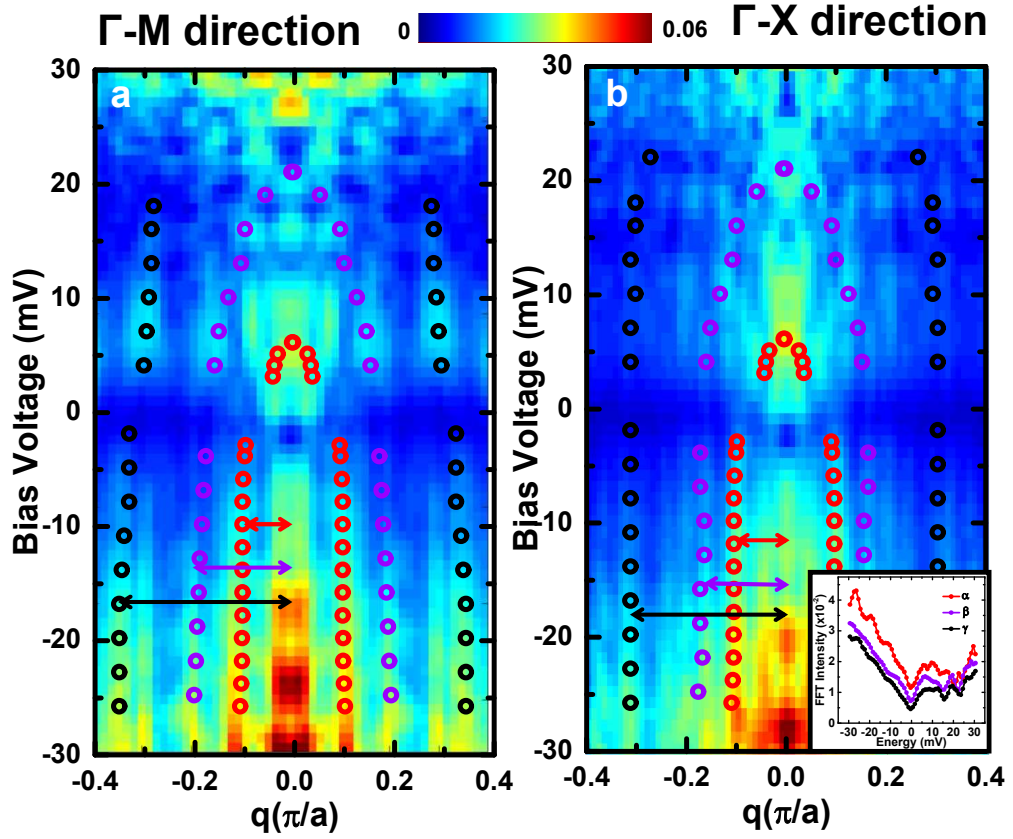 Γ-M direction
0
0.06
Γ-X direction
a
b
30
20
10
0
-10
-20
-30
Bias Voltage (mV)
-0.4
-0.2
0.0
0.2
0.4
q(π/a)
30
20
10
0
-10
-20
-30
Bias Voltage (mV)
-0.4
-0.2
0.0
0.2
0.4
q(π/a)
5
4
3
2
1
0
FFT Intensity (x10⁻²)
α
β
γ
-30 -20 -10 0 10 20 30
Energy (mV)